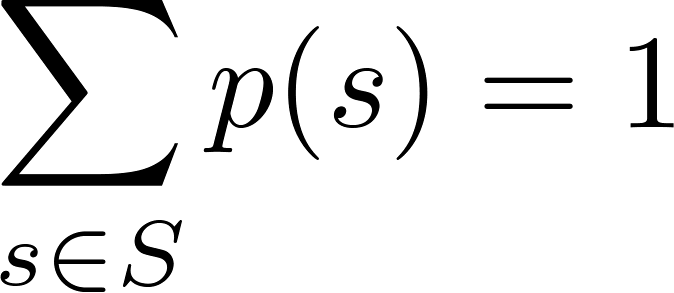 ∑ p(s) = 1
s∈S